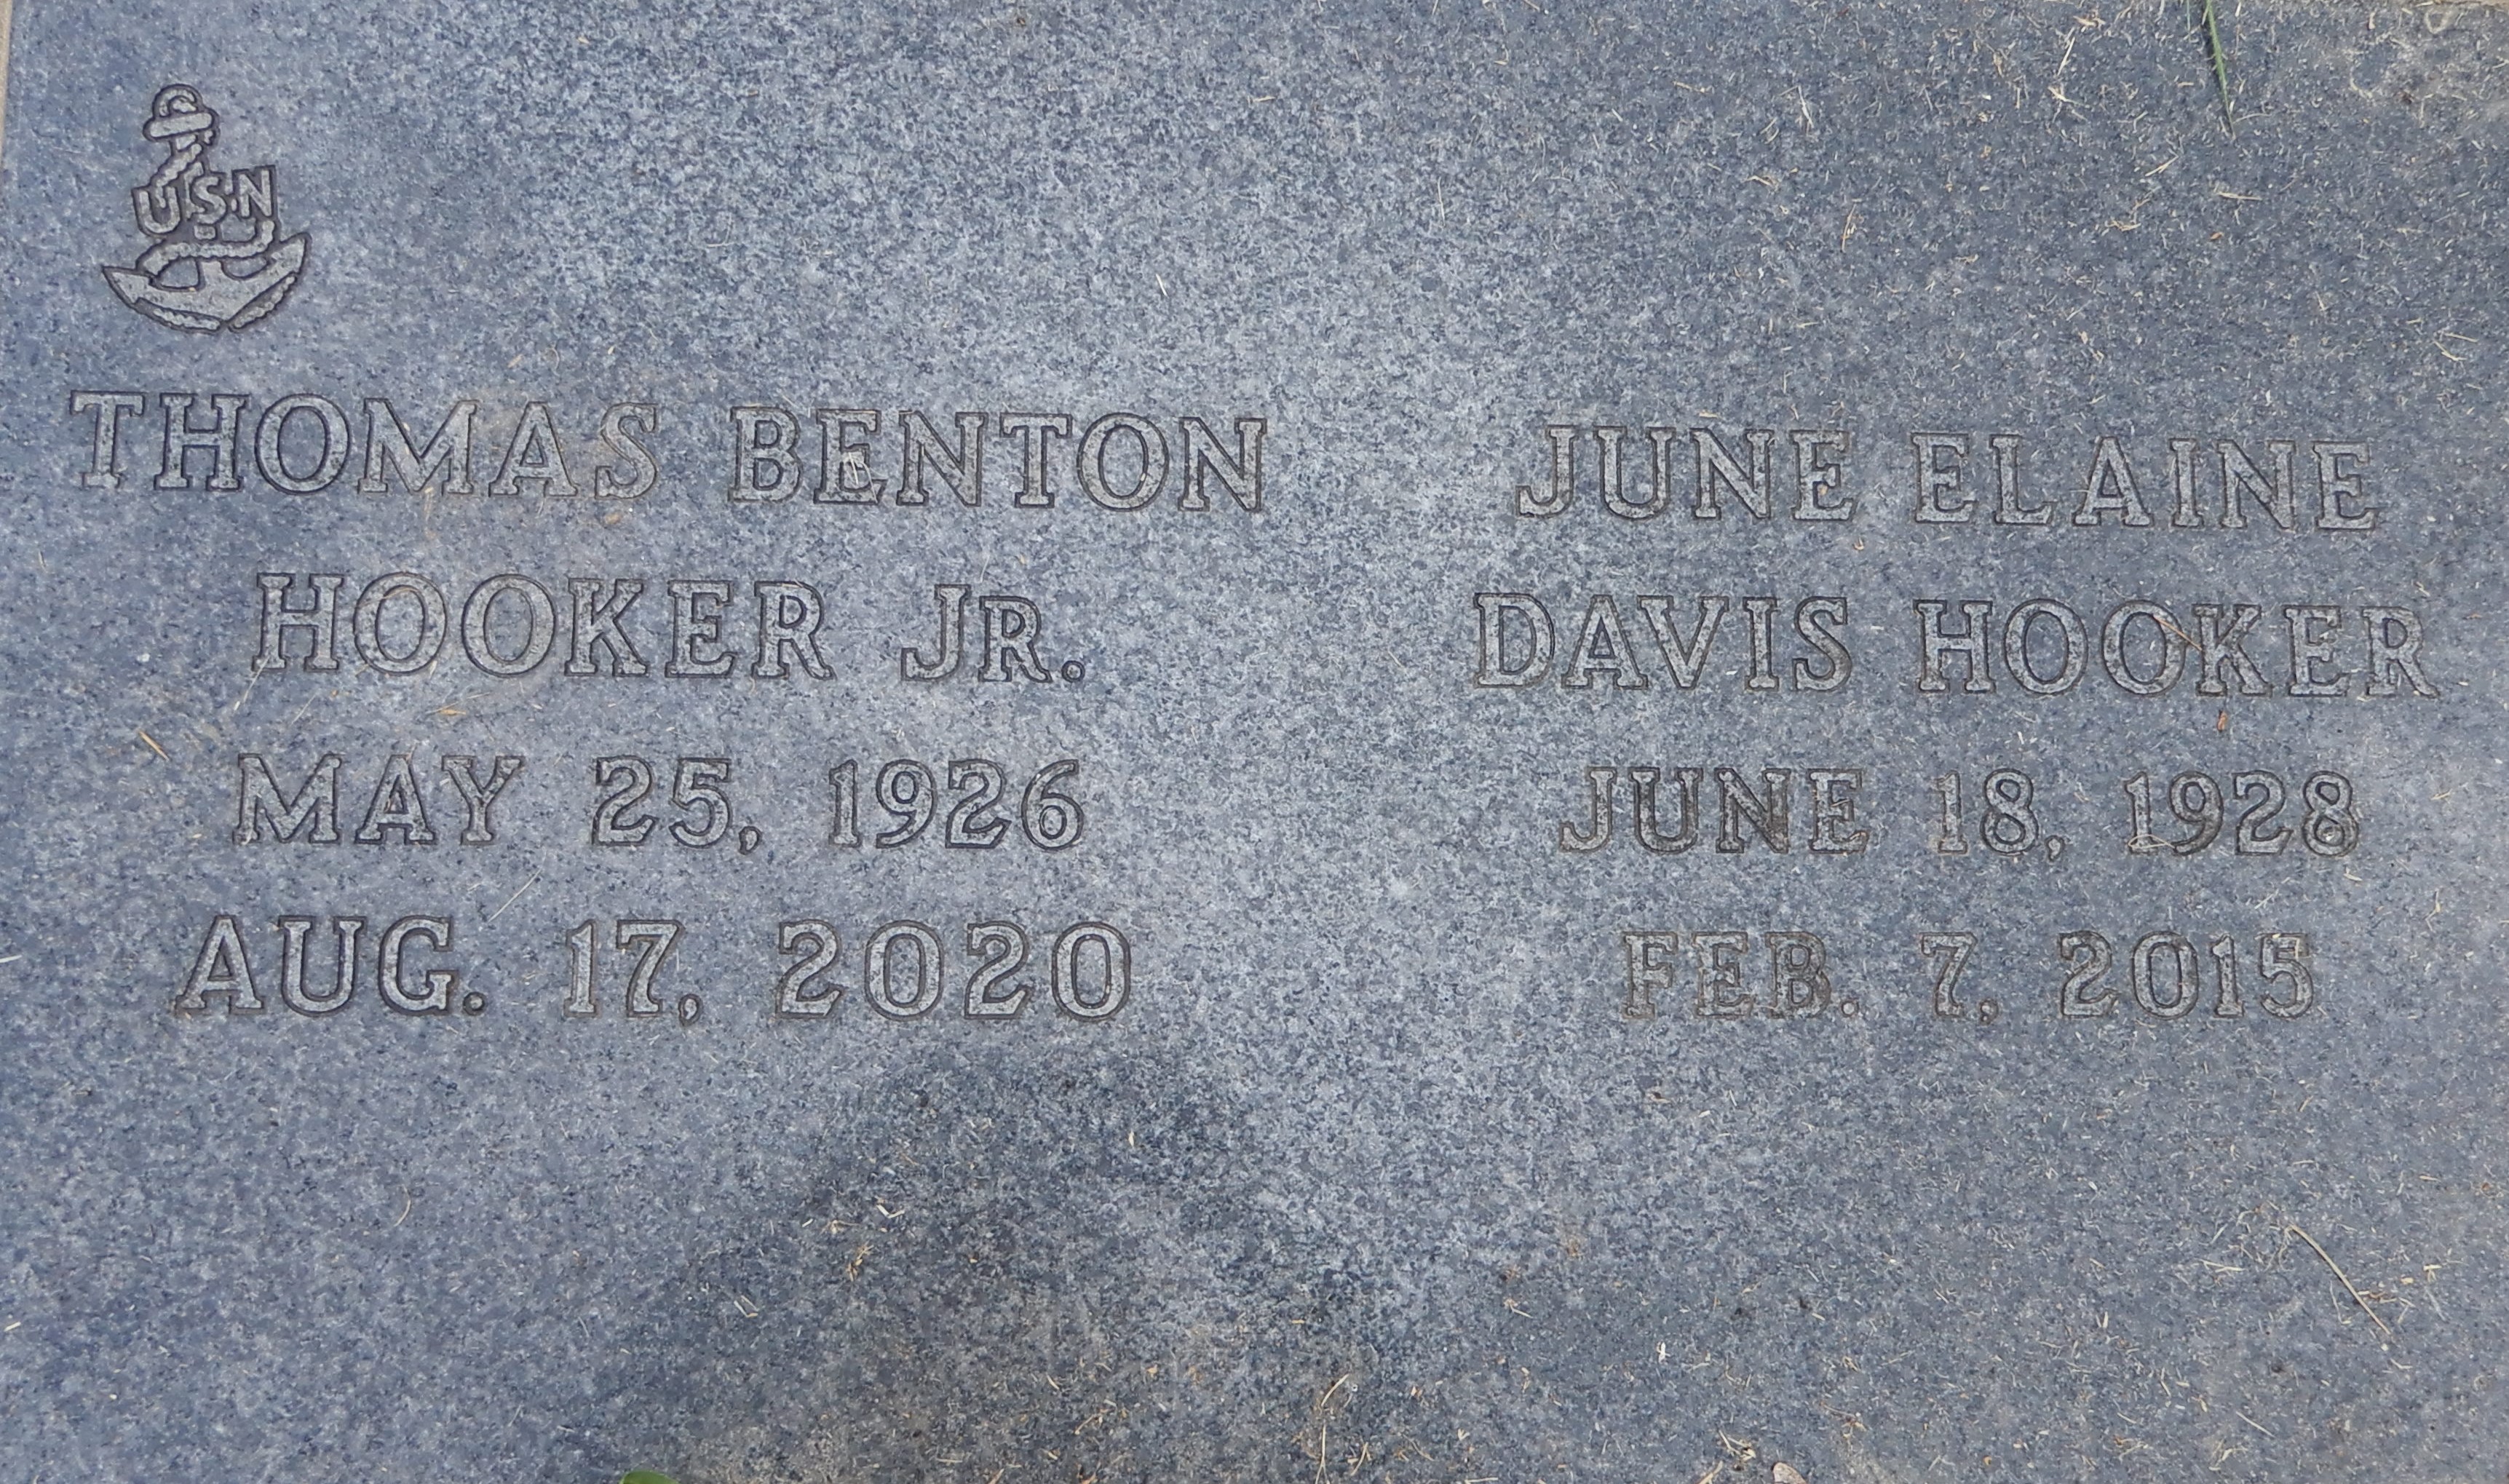 USN
THOMAS BENTON
HOOKER JR.
MAY 25, 1926
AUG. 17, 2020
JUNE ELAINE
DAVIS HOOKER
JUNE 18, 1928
FEB. 7, 2015